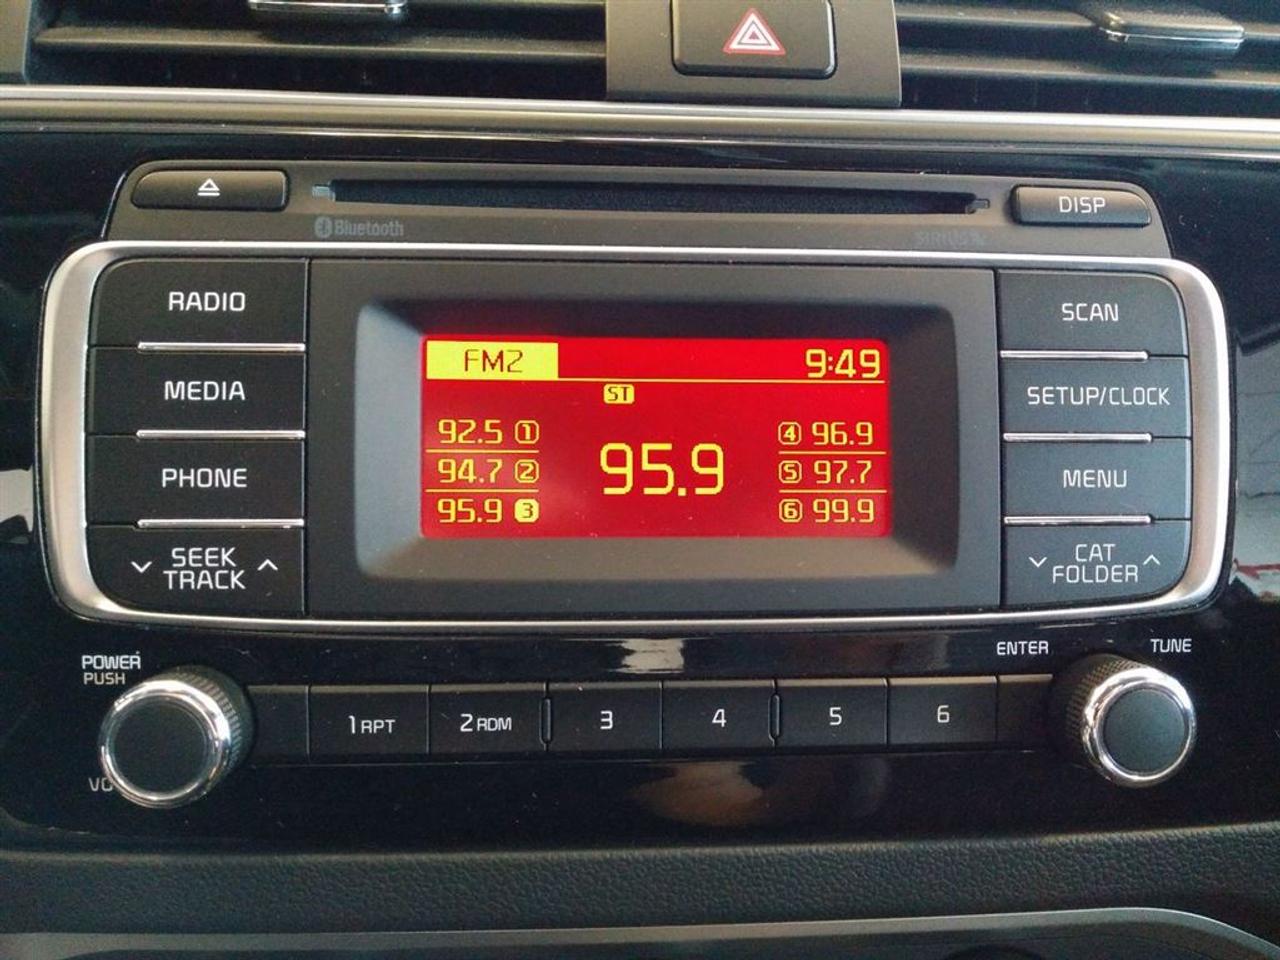 DISP
Bluetooth
SIRIUS
RADIO
MEDIA
PHONE
SEEK
TRACK
FM2 9:49
ST
92.5 1
94.7 2
95.9 3
95.9
4 96.9
5 97.7
6 99.9
SCAN
SETUP/CLOCK
MENU
CAT
FOLDER
POWER
PUSH
VO
ENTER
TUNE
1 RPT
2 RDM
3
4
5
6